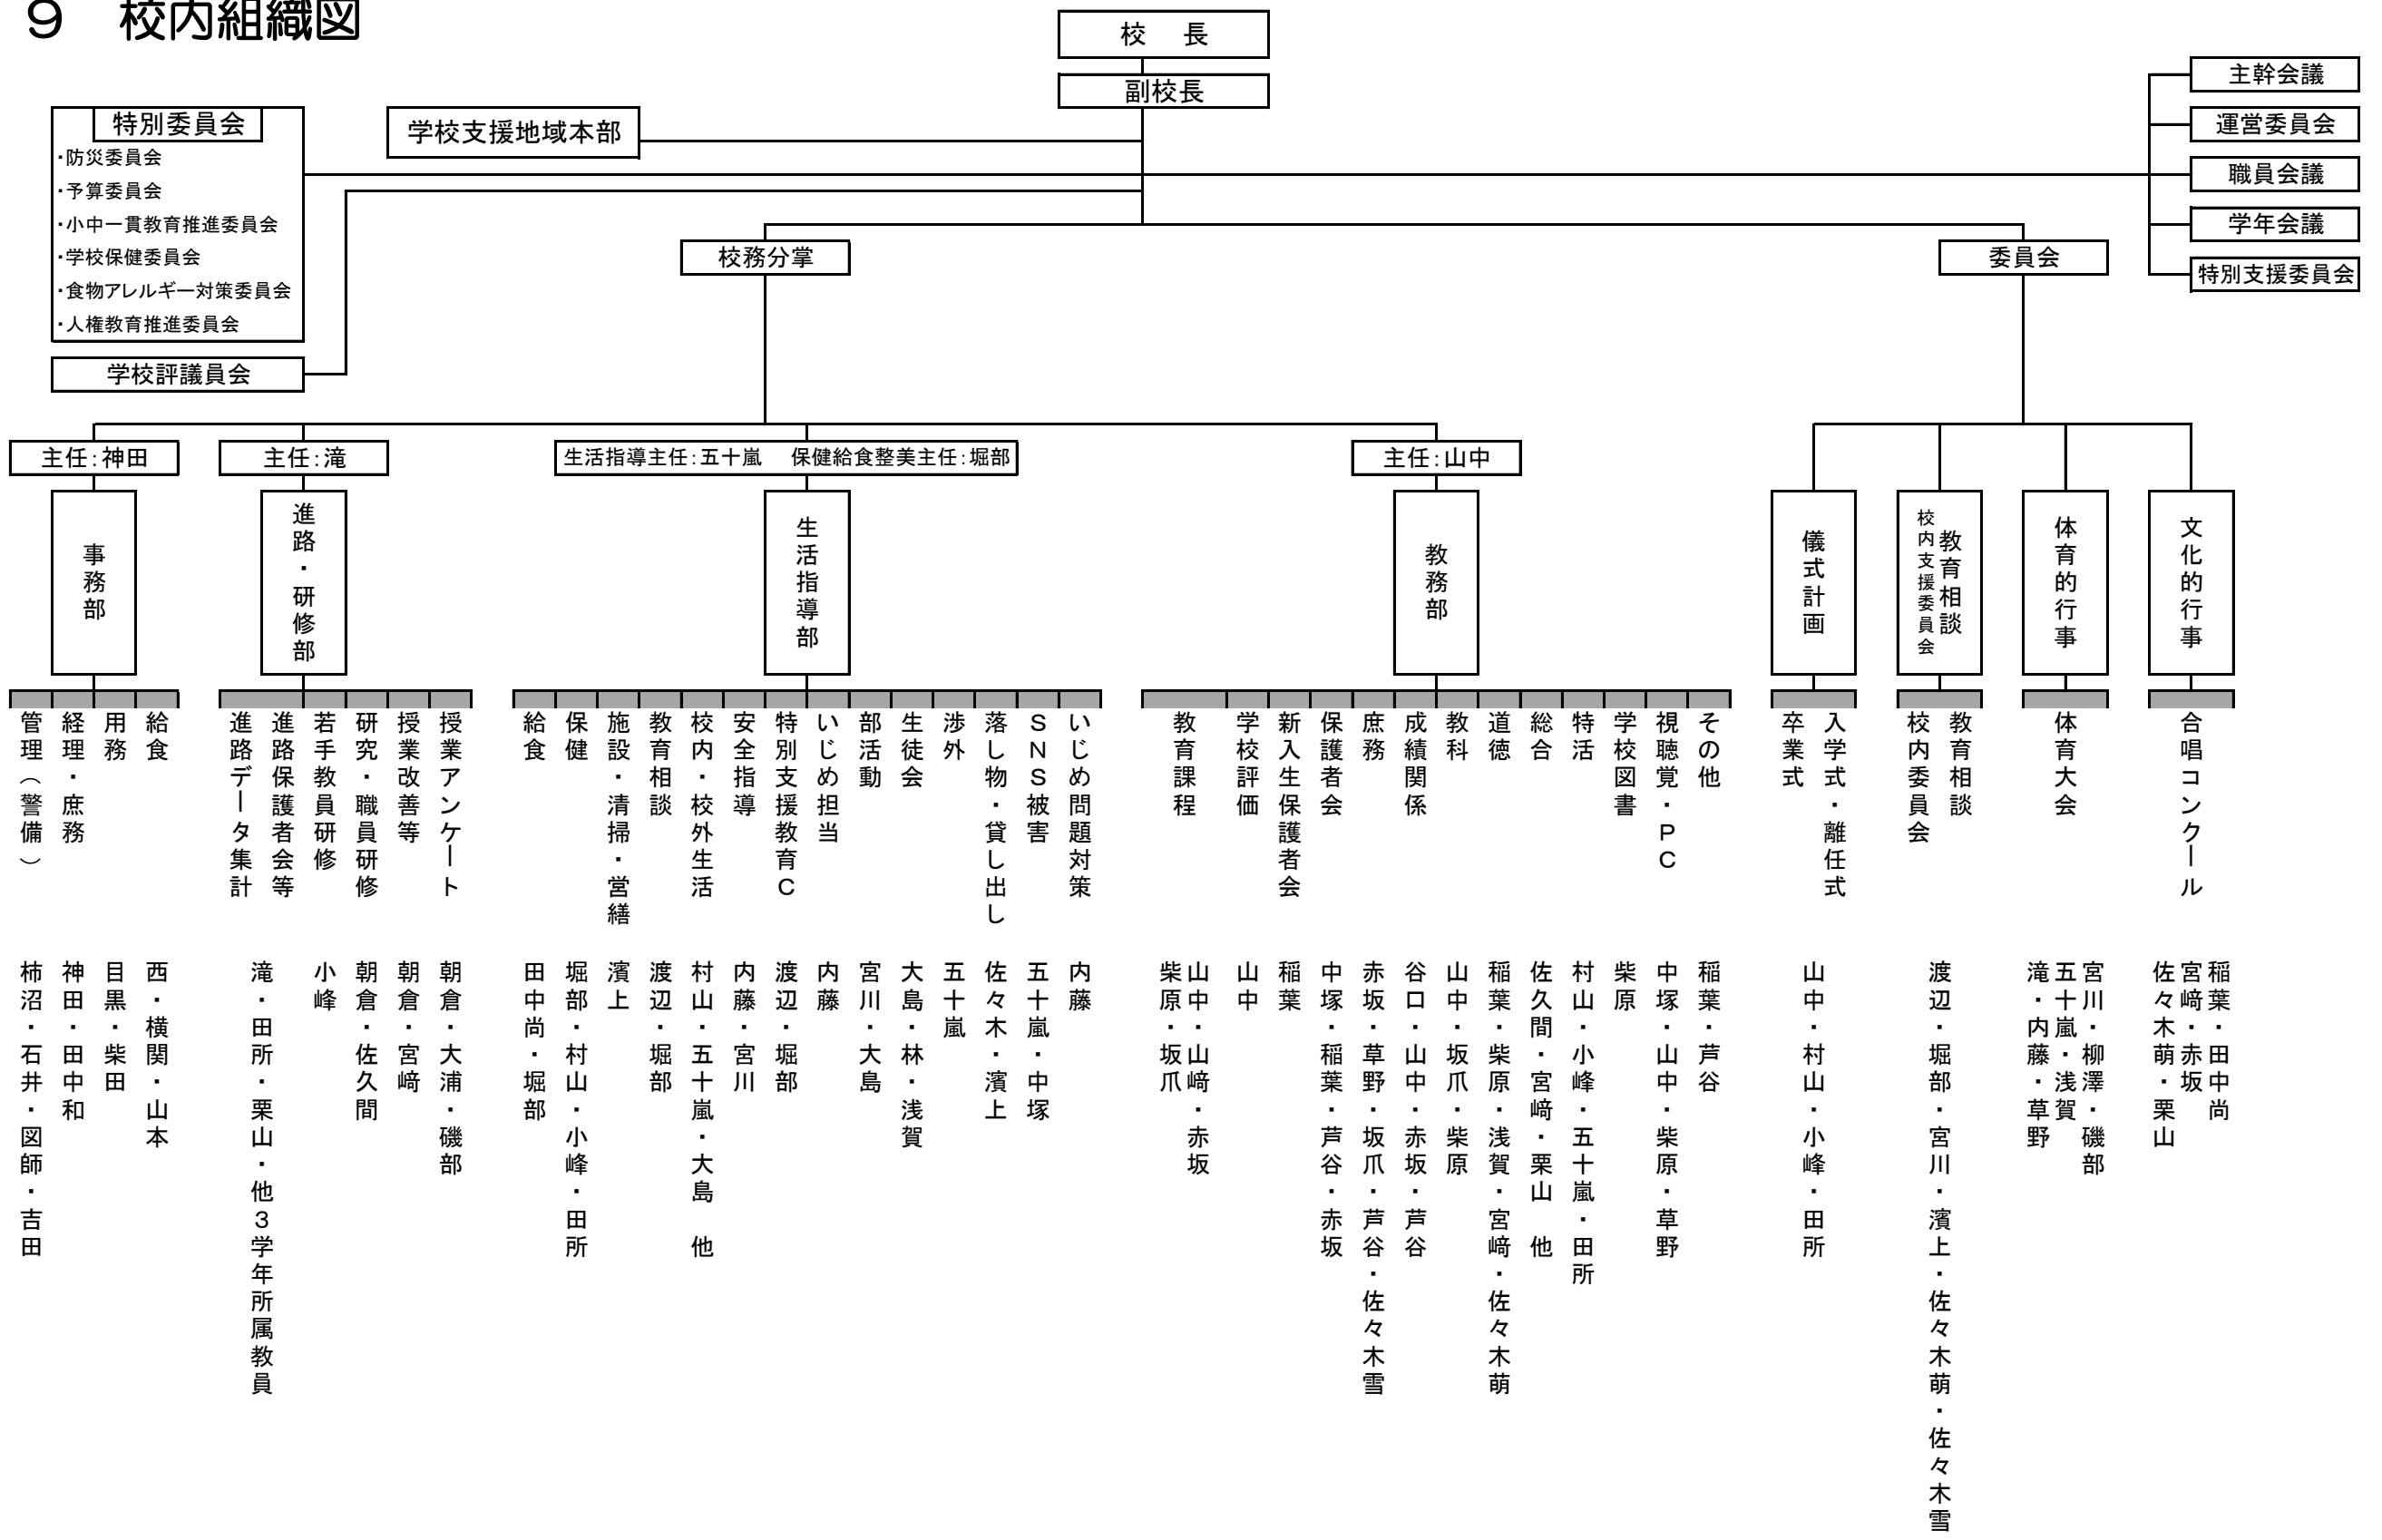 ９　校内組織図
校　長
副校長
主幹会議
運営委員会
職員会議
学年会議
特別支援委員会
特別委員会
・防災委員会
・予算委員会
・小中一貫教育推進委員会
・学校保健委員会
・食物アレルギー対策委員会
・人権教育推進委員会
学校支援地域本部
学校評議員会
校務分掌
委員会
主任：神田
事務部
管理（警備）
柿沼・石井・図師・吉田
経理・庶務
神田・田中和
用務
目黒・柴田
給食
西・横関・山本
主任：滝
進路・研修部
進路データ集計
進路保護者会等
滝・田所・栗山・他３学年所属教員
若手教員研修
小峰
研究・職員研修
朝倉・佐久間
授業改善等
朝倉・宮﨑
授業アンケート
朝倉・大浦・磯部
生活指導主任：五十嵐　保健給食整美主任：堀部
生活指導部
給食
田中尚・堀部
保健
堀部・村山・小峰・田所
施設・清掃・営繕
濱上
教育相談
渡辺・堀部
校内・校外生活
村山・五十嵐・大島　他
安全指導
内藤・宮川
特別支援教育Ｃ
渡辺・堀部
いじめ担当
内藤
部活動
宮川・大島
生徒会
大島・林・浅賀
渉外
五十嵐
落し物・貸し出し
佐々木・濱上
ＳＮＳ被害
五十嵐・中塚
いじめ問題対策
内藤
主任：山中
教務部
教育課程
山中・山﨑・赤坂
柴原・坂爪
学校評価
山中
新入生保護者会
稲葉
保護者会
中塚・稲葉・芦谷・赤坂
庶務
赤坂・草野・坂爪・芦谷・佐々木雪
成績関係
谷口・山中・赤坂・芦谷
教科
山中・坂爪・柴原
道徳
稲葉・柴原・浅賀・宮﨑・佐々木萌
総合
佐久間・宮﨑・栗山　他
特活
村山・小峰・五十嵐・田所
学校図書
柴原
視聴覚・ＰＣ
中塚・山中・柴原・草野
その他
稲葉・芦谷
儀式計画
入学式・離任式
卒業式
山中・村山・小峰・田所
教育相談
校内支援委員会
教育相談
校内委員会
渡辺・堀部・宮川・濱上・佐々木萌・佐々木雪
体育的行事
体育大会
宮川・柳澤・磯部
五十嵐・浅賀
滝・内藤・草野
文化的行事
合唱コンクール
稲葉・田中尚
宮﨑・赤坂
佐々木萌・栗山